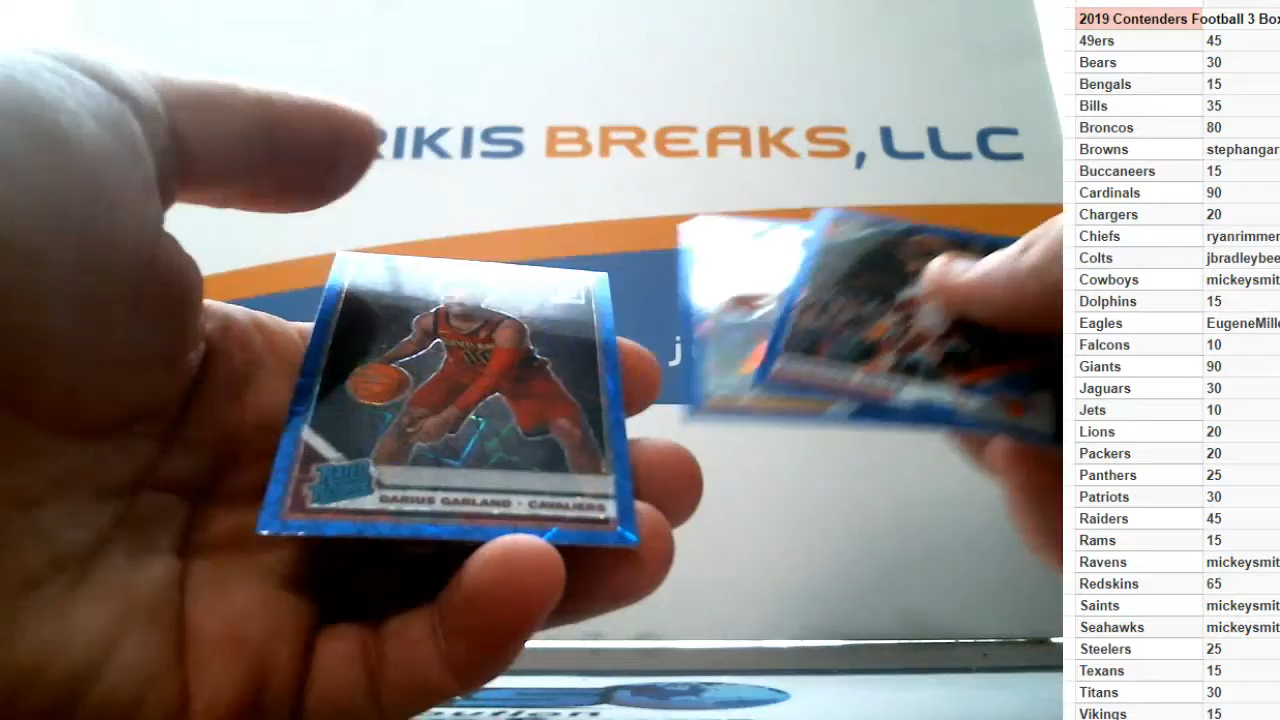 RIKIS BREAKS, LLC
j
DARIUS GARLAND · CAVALIERS
2019 Contenders Football 3 Box
49ers 45
Bears 30
Bengals 15
Bills 35
Broncos 80
Browns stephangar
Buccaneers 15
Cardinals 90
Chargers 20
Chiefs ryanrimmer
Colts jbradleybee
Cowboys mickeysmit
Dolphins 15
Eagles EugeneMille
Falcons 10
Giants 90
Jaguars 30
Jets 10
Lions 20
Packers 20
Panthers 25
Patriots 30
Raiders 45
Rams 15
Ravens mickeysmit
Redskins 65
Saints mickeysmit
Seahawks mickeysmit
Steelers 25
Texans 15
Titans 30
Vikings 15